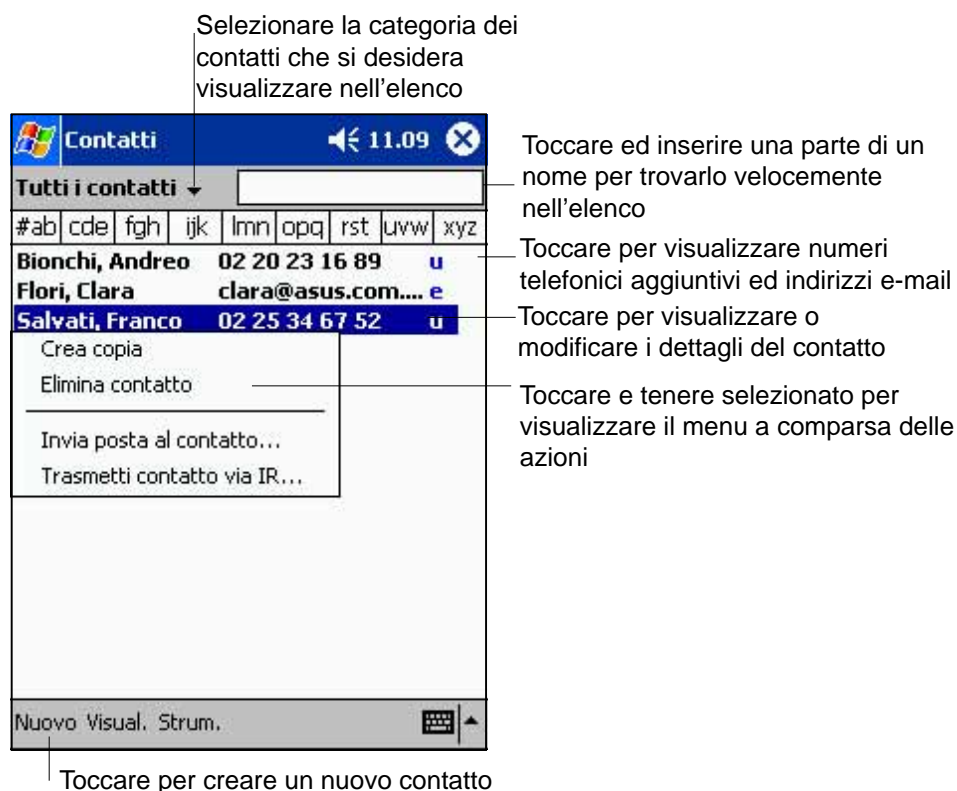 Selezionare la categoria dei
contatti che si desidera
visualizzare nell'elenco
Contatti 11.09
Tutti i contatti
#ab cde fgh ijk lmn opq rst uvw xyz
Bionchi, Andreo 02 20 23 16 89 u
Flori, Clara clara@asus.com.... e
Salvati, Franco 02 25 34 67 52 u
Crea copia
Elimina contatto
Invia posta al contatto...
Trasmetti contatto via IR...
Nuovo Visual. Strum.
Toccare ed inserire una parte di un
nome per trovarlo velocemente
nell'elenco
Toccare per visualizzare numeri
telefonici aggiuntivi ed indirizzi e-mail
Toccare per visualizzare o
modificare i dettagli del contatto
Toccare e tenere selezionato per
visualizzare il menu a comparsa delle
azioni
Toccare per creare un nuovo contatto